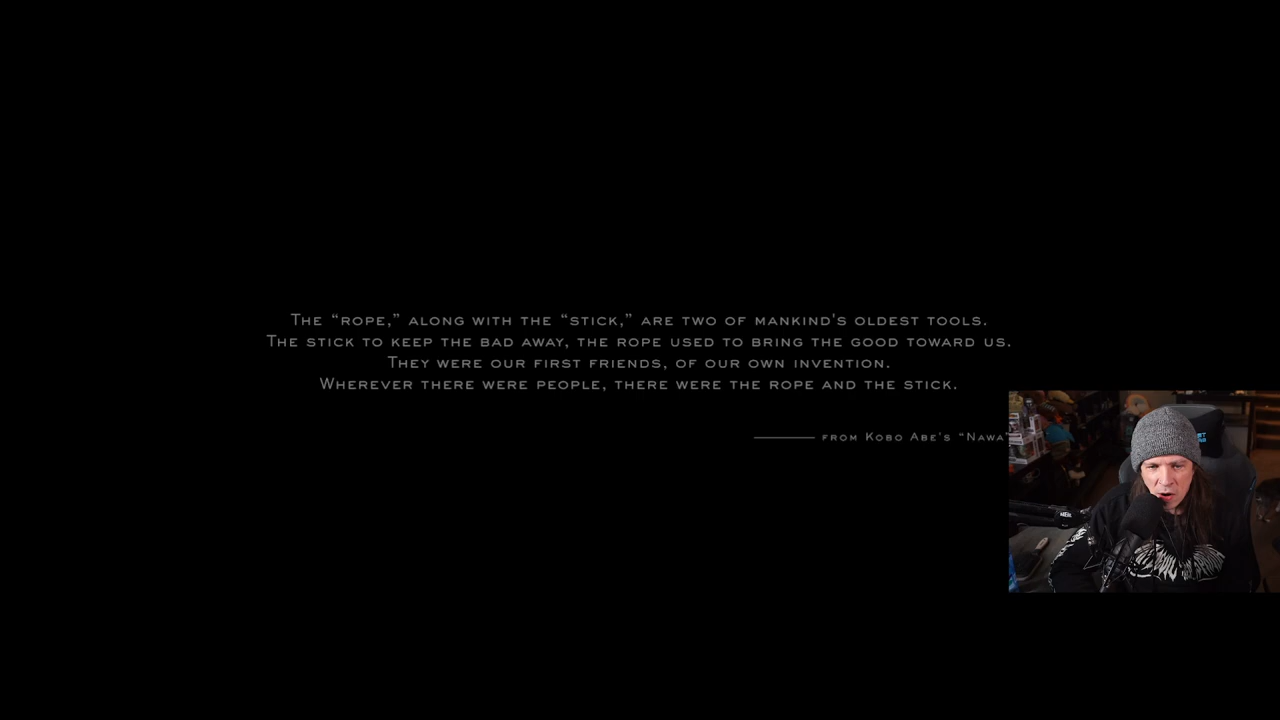 THE “ROPE,” ALONG WITH THE “STICK,” ARE TWO OF MANKIND'S OLDEST TOOLS.
THE STICK TO KEEP THE BAD AWAY, THE ROPE USED TO BRING THE GOOD TOWARD US.
THEY WERE OUR FIRST FRIENDS, OF OUR OWN INVENTION.
WHEREVER THERE WERE PEOPLE, THERE WERE THE ROPE AND THE STICK.
FROM KOBO ABE'S “NAWA”